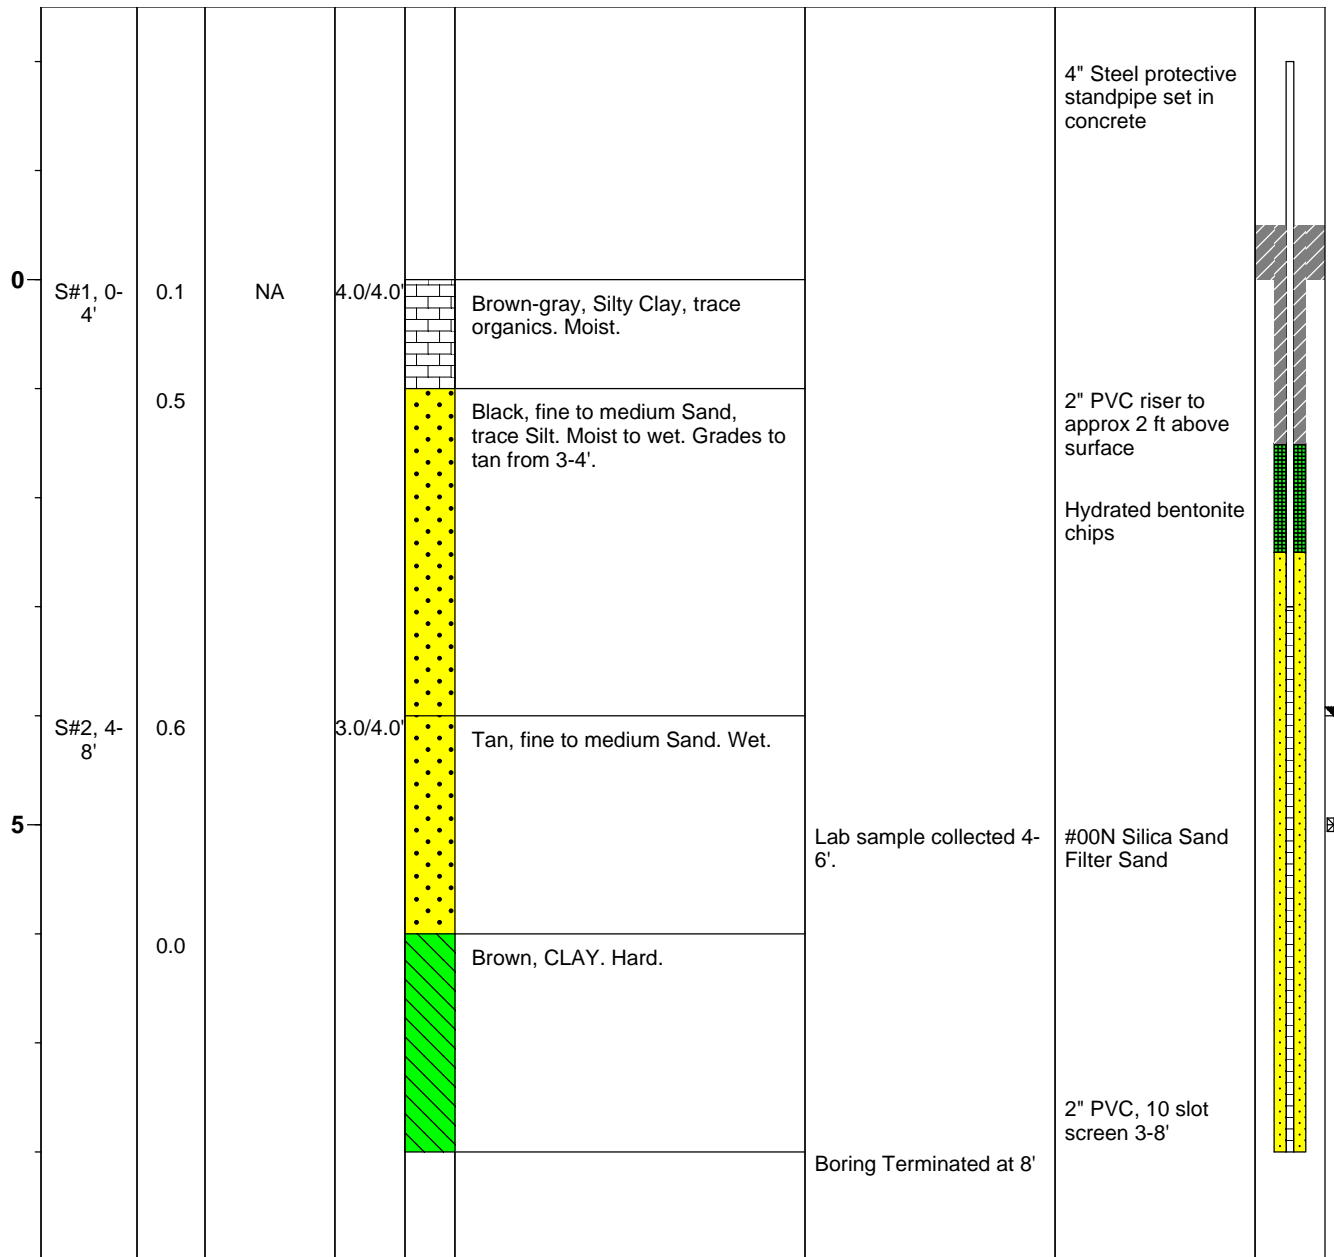 4" Steel protective
standpipe set in
concrete
0
S#1, 0-
4'
0.1
NA
4.0/4.0'
Brown-gray, Silty Clay, trace
organics. Moist.
0.5
Black, fine to medium Sand,
trace Silt. Moist to wet. Grades to
tan from 3-4'.
2" PVC riser to
approx 2 ft above
surface
Hydrated bentonite
chips
S#2, 4-
8'
0.6
3.0/4.0'
Tan, fine to medium Sand. Wet.
5
Lab sample collected 4-
6'.
#00N Silica Sand
Filter Sand
0.0
Brown, CLAY. Hard.
2" PVC, 10 slot
screen 3-8'
Boring Terminated at 8'